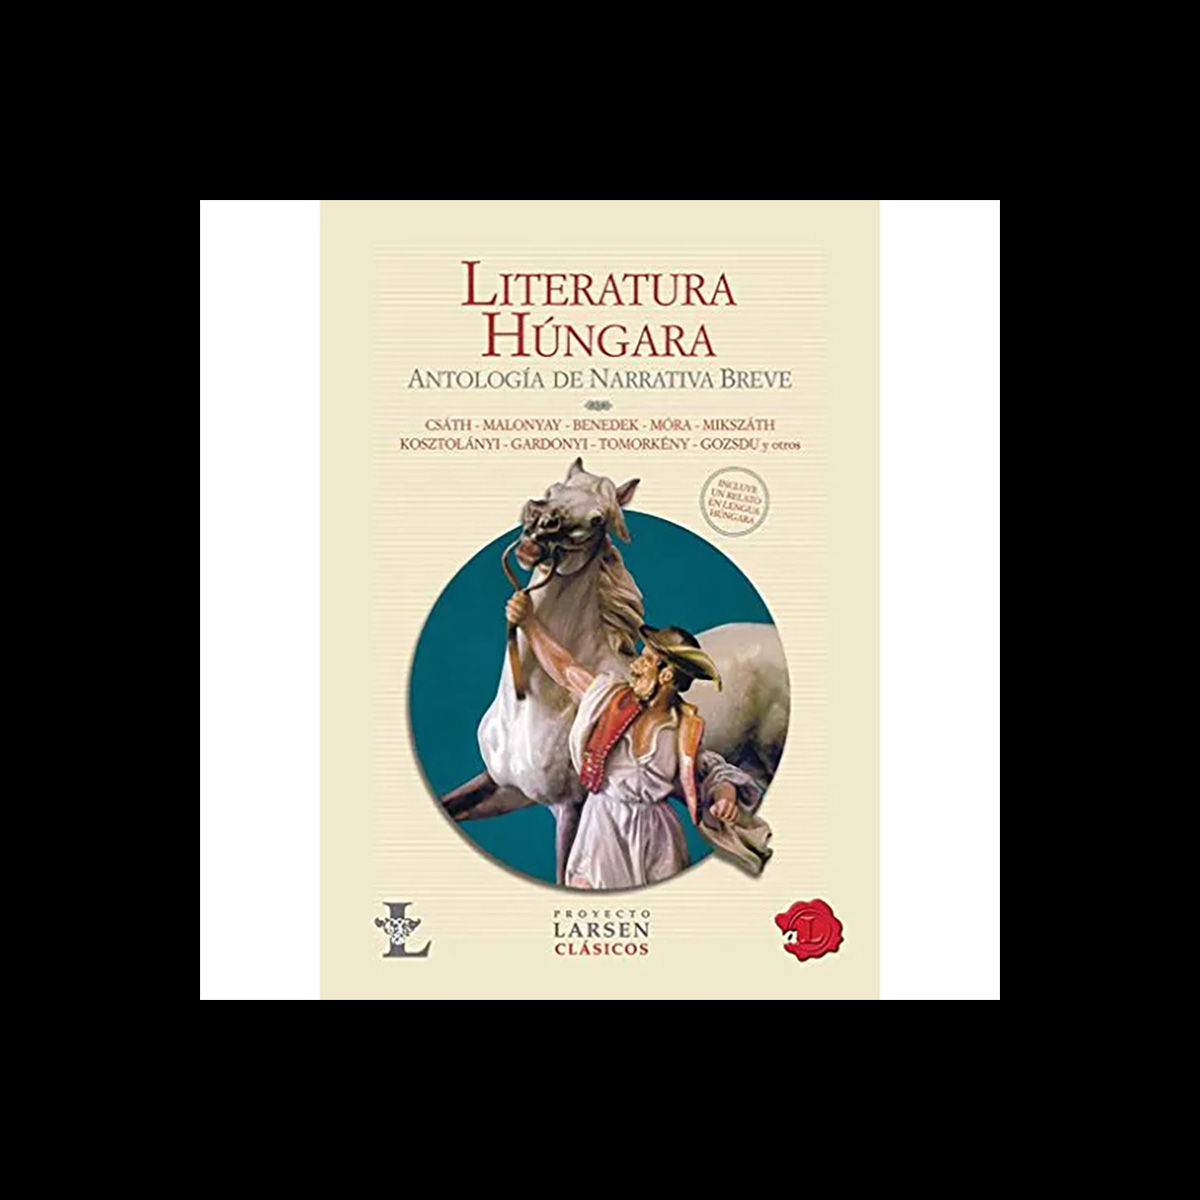 LITERATURA
HÚNGARA
ANTOLOGÍA DE NARRATIVA BREVE
CSÁTH - MALONYAY - BENEDEK - MÓRA - MIKSZÁTH
KOSZTOLÁNYI - GARDONYI - TOMORKÉNY - GOZSDU y otros
INCLUYE
UN RELATO
EN LENGUA
HÚNGARA
L
PROYECTO
LARSEN
CLÁSICOS
aL